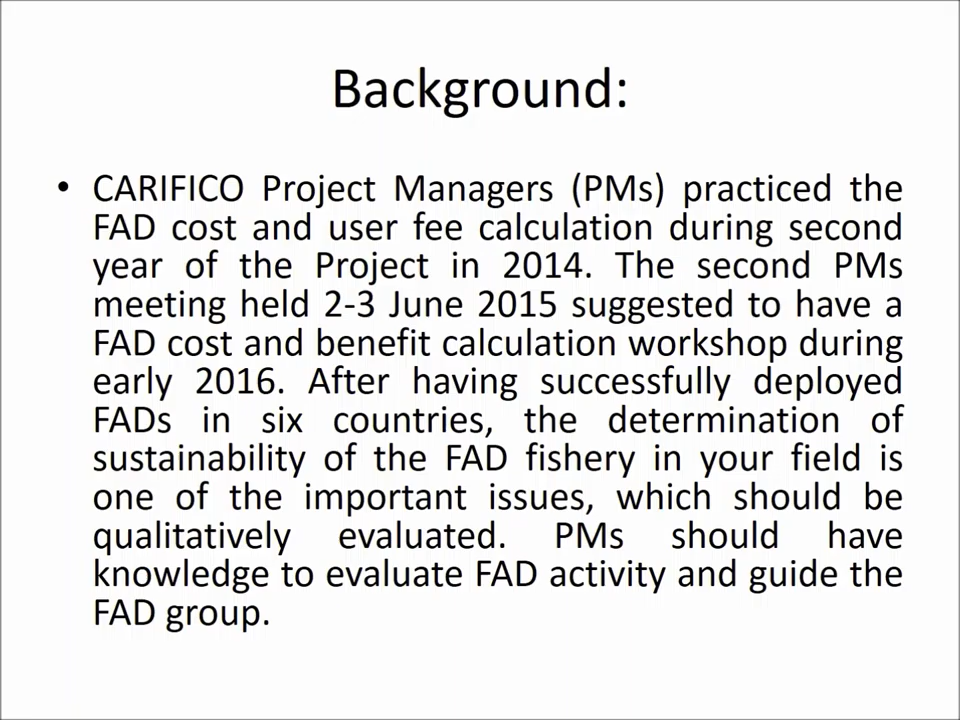 Background:
• CARIFICO Project Managers (PMs) practiced the
FAD cost and user fee calculation during second
year of the Project in 2014. The second PMs
meeting held 2-3 June 2015 suggested to have a
FAD cost and benefit calculation workshop during
early 2016. After having successfully deployed
FADs in six countries, the determination of
sustainability of the FAD fishery in your field is
one of the important issues, which should be
qualitatively evaluated. PMs should have
knowledge to evaluate FAD activity and guide the
FAD group.